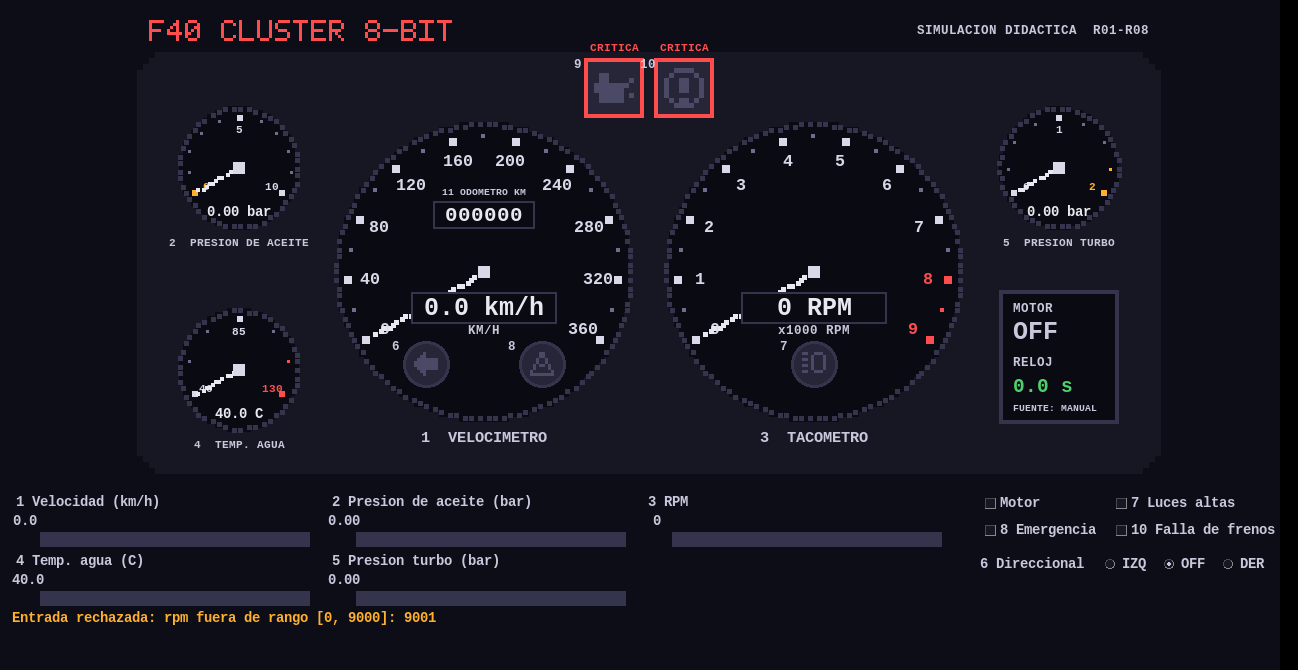 F40 CLUSTER 8-BIT
SIMULACION DIDACTICA R01-R08
CRITICA CRITICA
9 10
5
10
0.00 bar
2 PRESION DE ACEITE
85
40 130
40.0 C
4 TEMP. AGUA
160 200
120 240
11 ODOMETRO KM
000000
80 280
40 320
0.0 km/h
0 360
KM/H
6 8
1 VELOCIMETRO
4 5
3 6
2 7
1 8
0 RPM
0 9
x1000 RPM
7
3 TACOMETRO
1
2
0.00 bar
5 PRESION TURBO
MOTOR
OFF
RELOJ
0.0 s
FUENTE: MANUAL
1 Velocidad (km/h) 2 Presion de aceite (bar) 3 RPM
0.0 0.00 0
4 Temp. agua (C) 5 Presion turbo (bar)
40.0 0.00
Motor 7 Luces altas
8 Emergencia 10 Falla de frenos
6 Direccional IZQ OFF DER
Entrada rechazada: rpm fuera de rango [0, 9000]: 9001